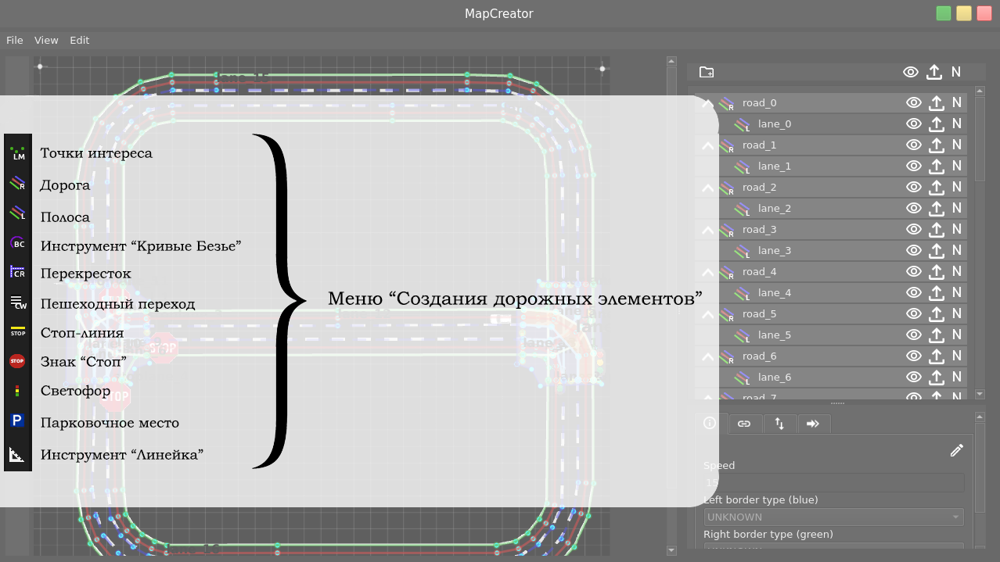 MapCreator
File View Edit
N
road_0 N
lane_0 N
road_1 N
lane_1 N
road_2 N
lane_2 N
road_3 N
lane_3 N
road_4 N
lane_4 N
road_5 N
lane_5 N
road_6 N
lane_6 N
road_7 N
LM Точки интереса
R Дорога
L Полоса
BC Инструмент “Кривые Безье”
CR Перекресток
CW Пешеходный переход
STOP Стоп-линия
STOP Знак “Стоп”
Светофор
P Парковочное место
Инструмент “Линейка”
Меню “Создания дорожных элементов”
STOP
STOP
Speed
15
Left border type (blue)
UNKNOWN
Right border type (green)